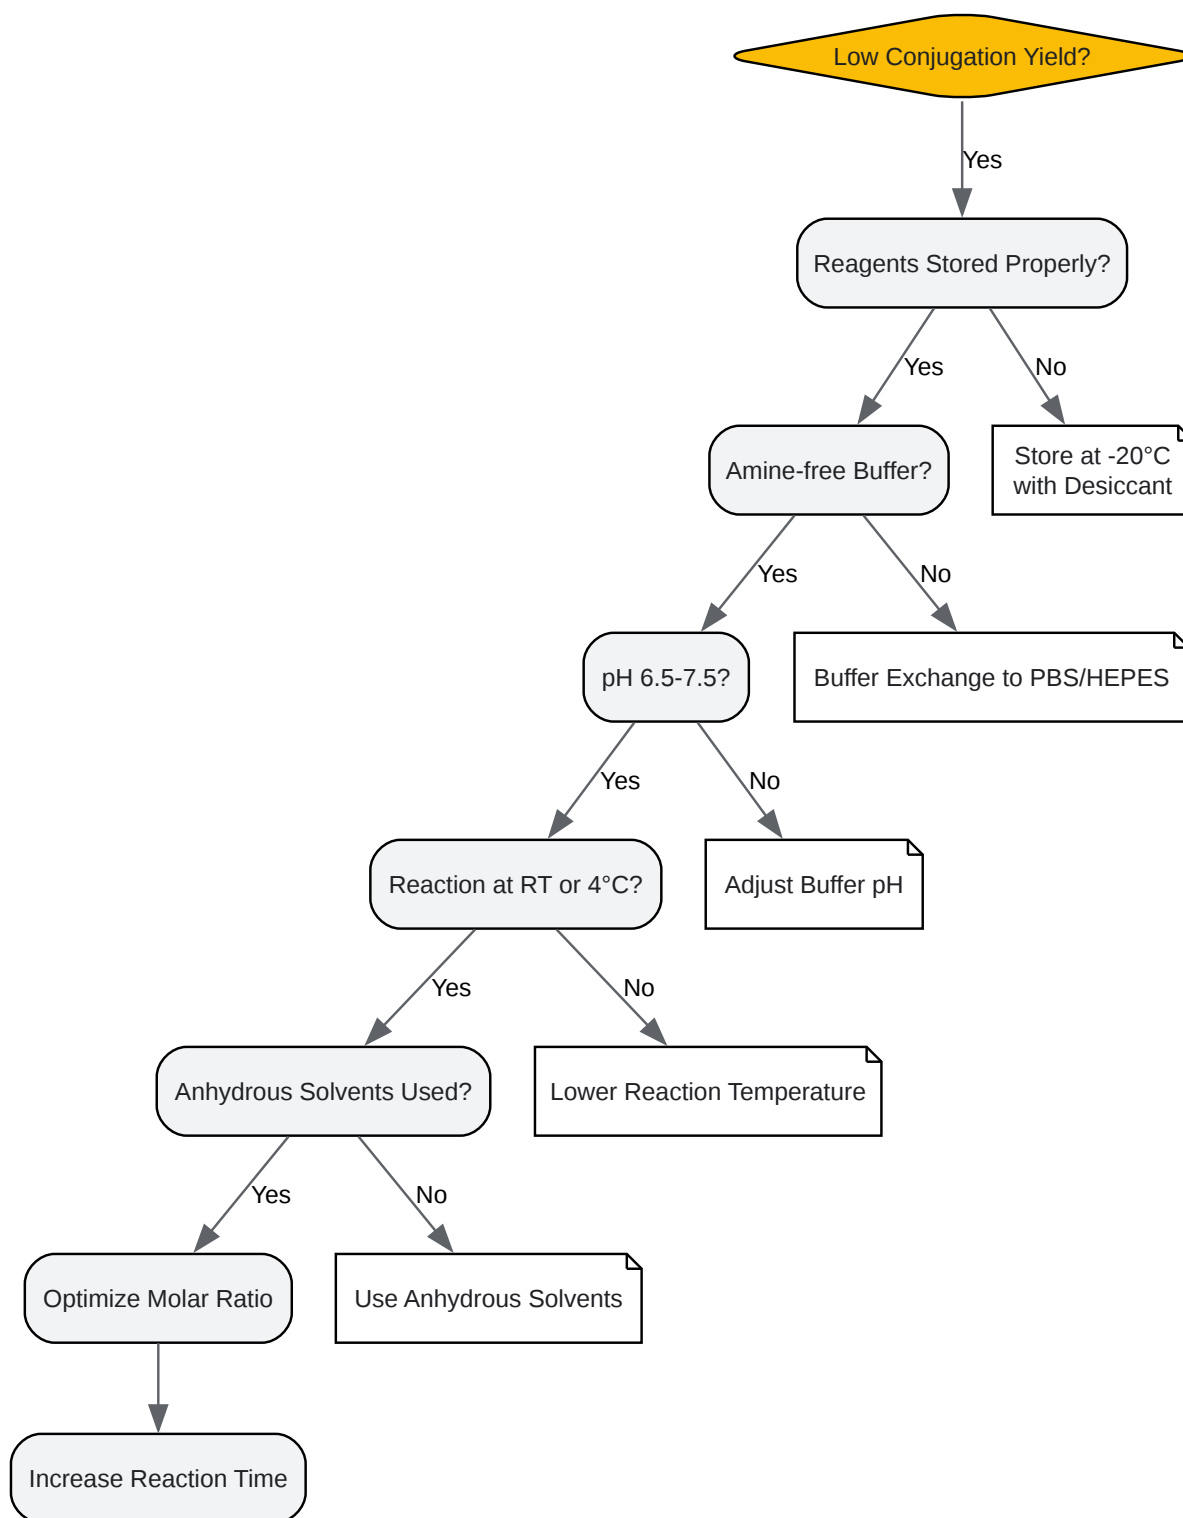 Low Conjugation Yield?
Yes
Reagents Stored Properly?
Yes
No
Amine-free Buffer?
Store at -20°C
with Desiccant
Yes
No
pH 6.5-7.5?
Buffer Exchange to PBS/HEPES
Yes
No
Reaction at RT or 4°C?
Adjust Buffer pH
Yes
No
Anhydrous Solvents Used?
Lower Reaction Temperature
Yes
No
Optimize Molar Ratio
Use Anhydrous Solvents
Increase Reaction Time